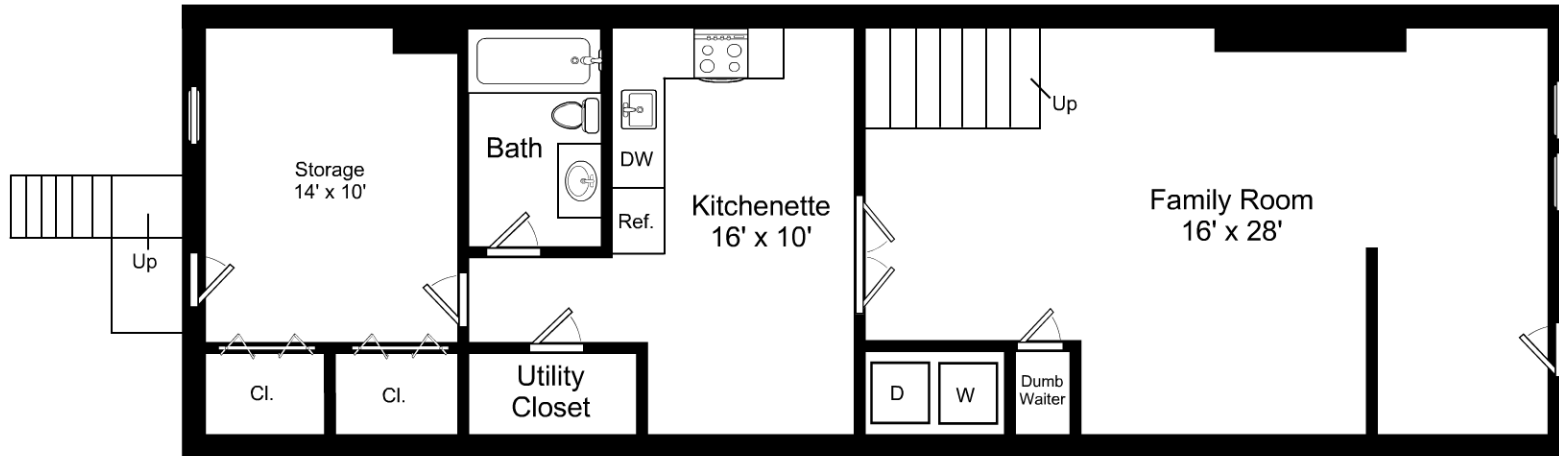 Storage
14' x 10'
Up
Cl.
Cl.
Bath
Utility
Closet
DW
Ref.
Kitchenette
16' x 10'
Up
Family Room
16' x 28'
D
W
Dumb
Waiter